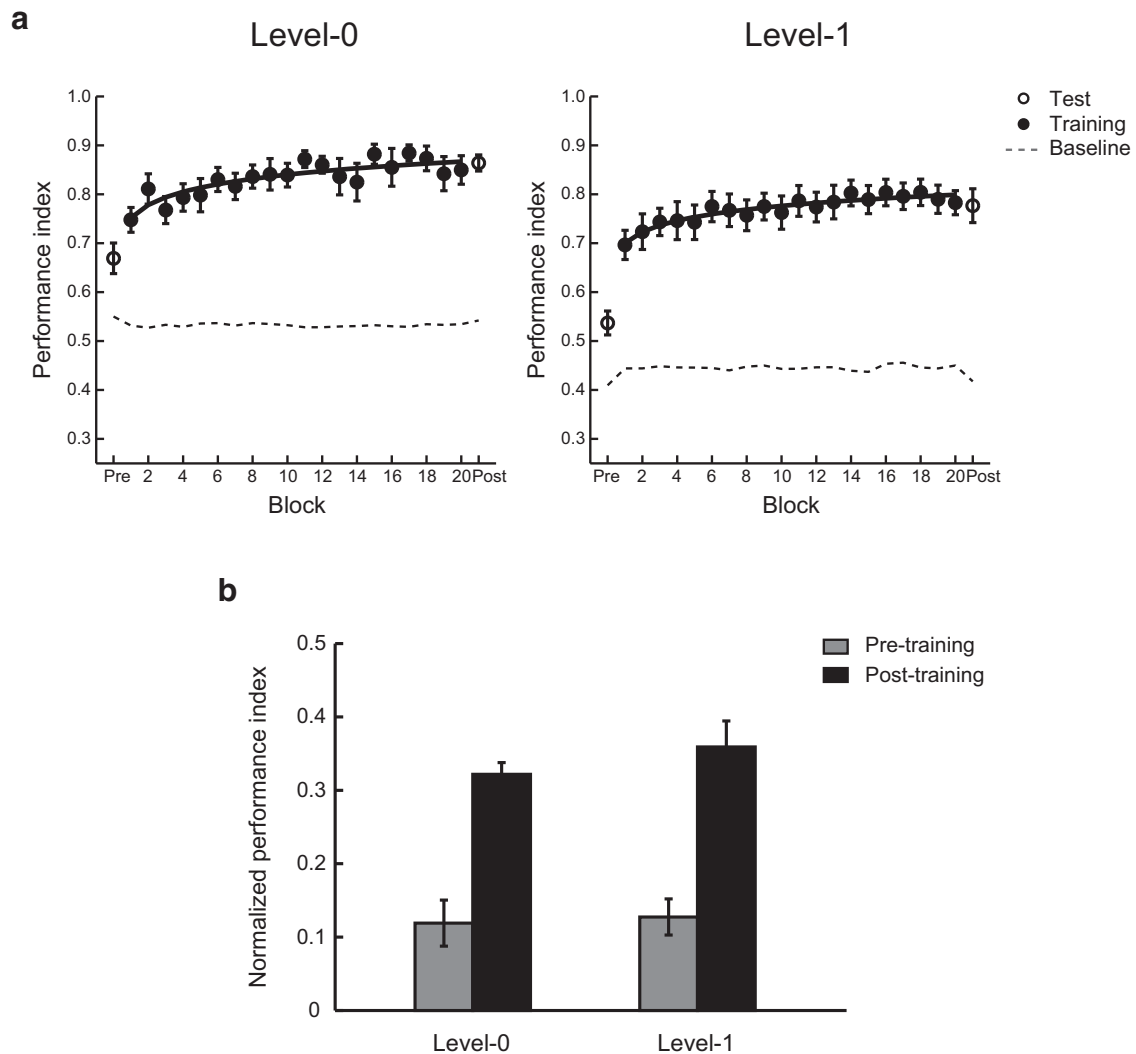 a
Level-0
Level-1
Performance index
1.0
0.9
0.8
0.7
0.6
0.5
0.4
0.3
Pre 2 4 6 8 10 12 14 16 18 20 Post
Block
Performance index
1.0
0.9
0.8
0.7
0.6
0.5
0.4
0.3
Pre 2 4 6 8 10 12 14 16 18 20 Post
Block
Test
Training
Baseline
b
Normalized performance index
0.5
0.4
0.3
0.2
0.1
0
Level-0
Level-1
Pre-training
Post-training